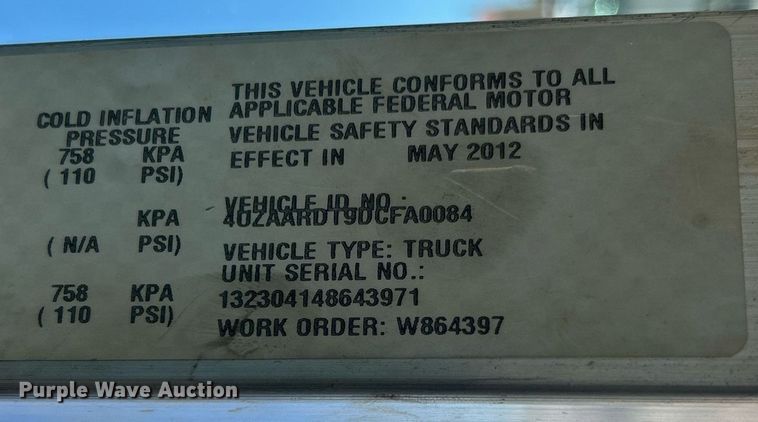 COLD INFLATION
PRESSURE
758 KPA
( 110 PSI)
KPA
( N/A PSI)
758 KPA
( 110 PSI)
THIS VEHICLE CONFORMS TO ALL
APPLICABLE FEDERAL MOTOR
VEHICLE SAFETY STANDARDS IN
EFFECT IN MAY 2012
VEHICLE ID NO.:
4UZAARDT9DCFA0084
VEHICLE TYPE: TRUCK
UNIT SERIAL NO.:
132304148643971
WORK ORDER: W864397
Purple Wave Auction